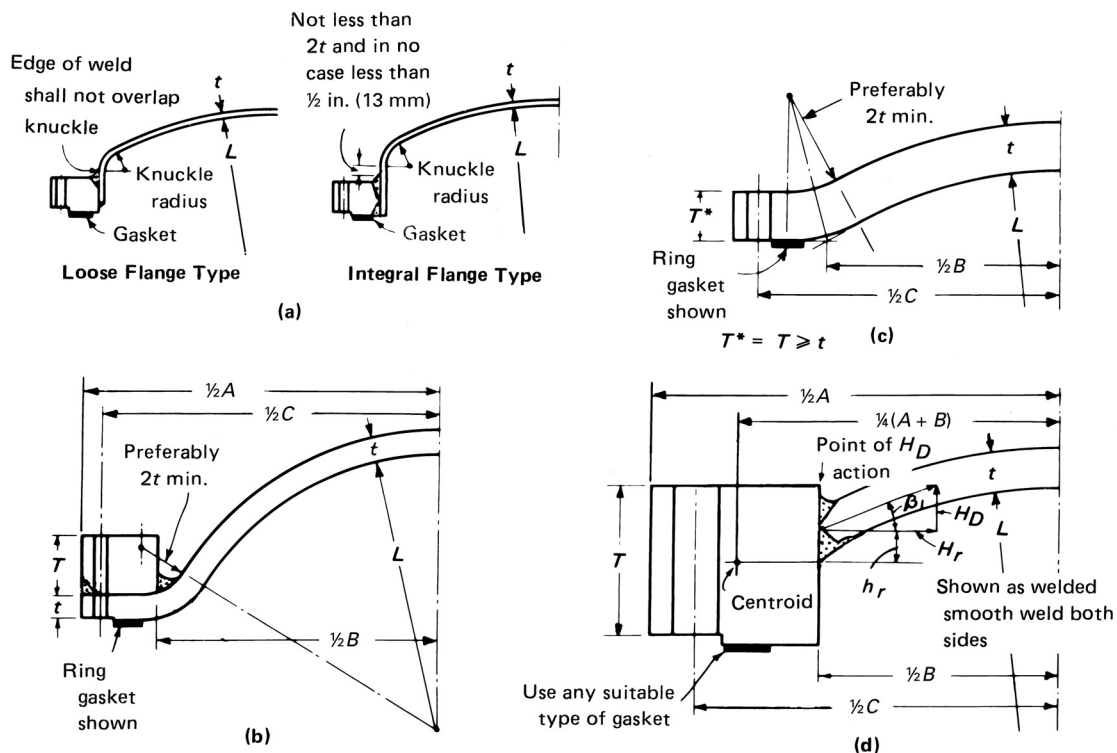 Edge of weld
shall not overlap
knuckle
t
L
Knuckle
radius
Gasket
Loose Flange Type
Not less than
2t and in no
case less than
½ in. (13 mm)
t
L
Knuckle
radius
Gasket
Integral Flange Type
(a)
Preferably
2t min.
t
T*
L
Ring
gasket
shown
½B
½C
T* = T ⩾ t
(c)
½A
½C
Preferably
2t min.
t
T
t
L
½B
Ring
gasket
shown
(b)
½A
¼(A + B)
Point of H_D
action
t
β₁
H_D
H_r
L
T
h_r
Centroid
Shown as welded
smooth weld both
sides
Use any suitable
type of gasket
½B
½C
(d)